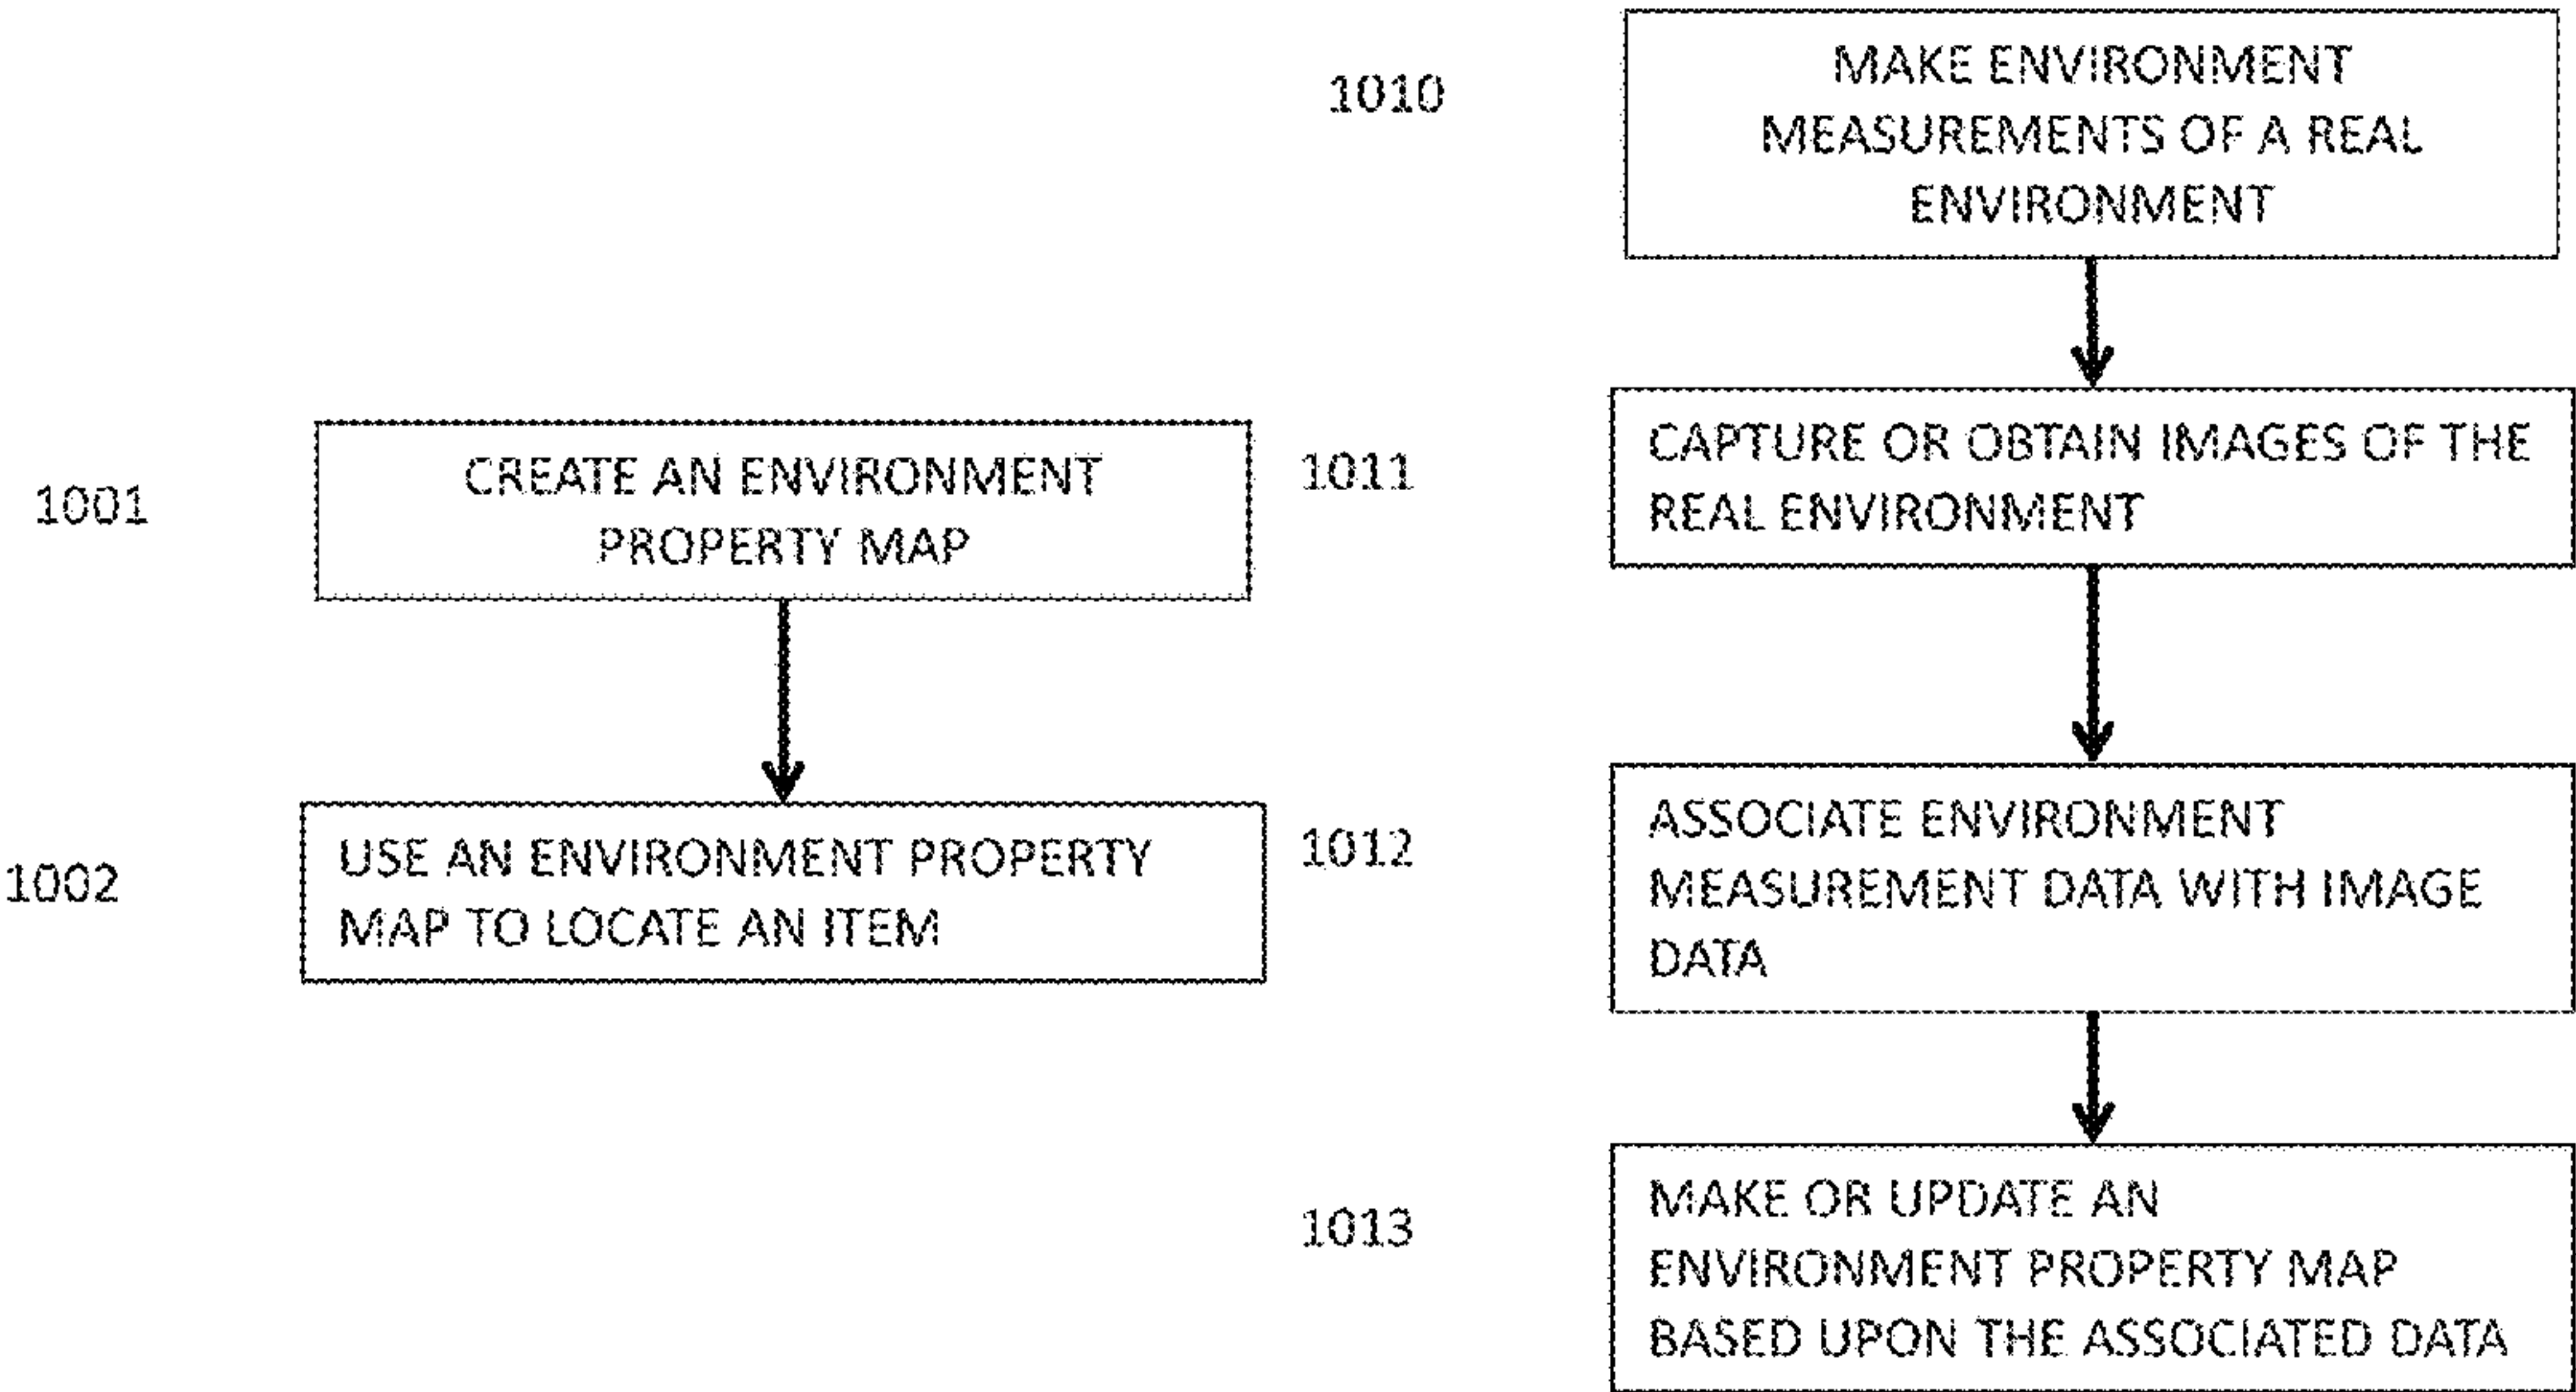 1001
CREATE AN ENVIRONMENT
PROPERTY MAP
1002
USE AN ENVIRONMENT PROPERTY
MAP TO LOCATE AN ITEM
1010
MAKE ENVIRONMENT
MEASUREMENTS OF A REAL
ENVIRONMENT
1011
CAPTURE OR OBTAIN IMAGES OF THE
REAL ENVIRONMENT
1012
ASSOCIATE ENVIRONMENT
MEASUREMENT DATA WITH IMAGE
DATA
1013
MAKE OR UPDATE AN
ENVIRONMENT PROPERTY MAP
BASED UPON THE ASSOCIATED DATA